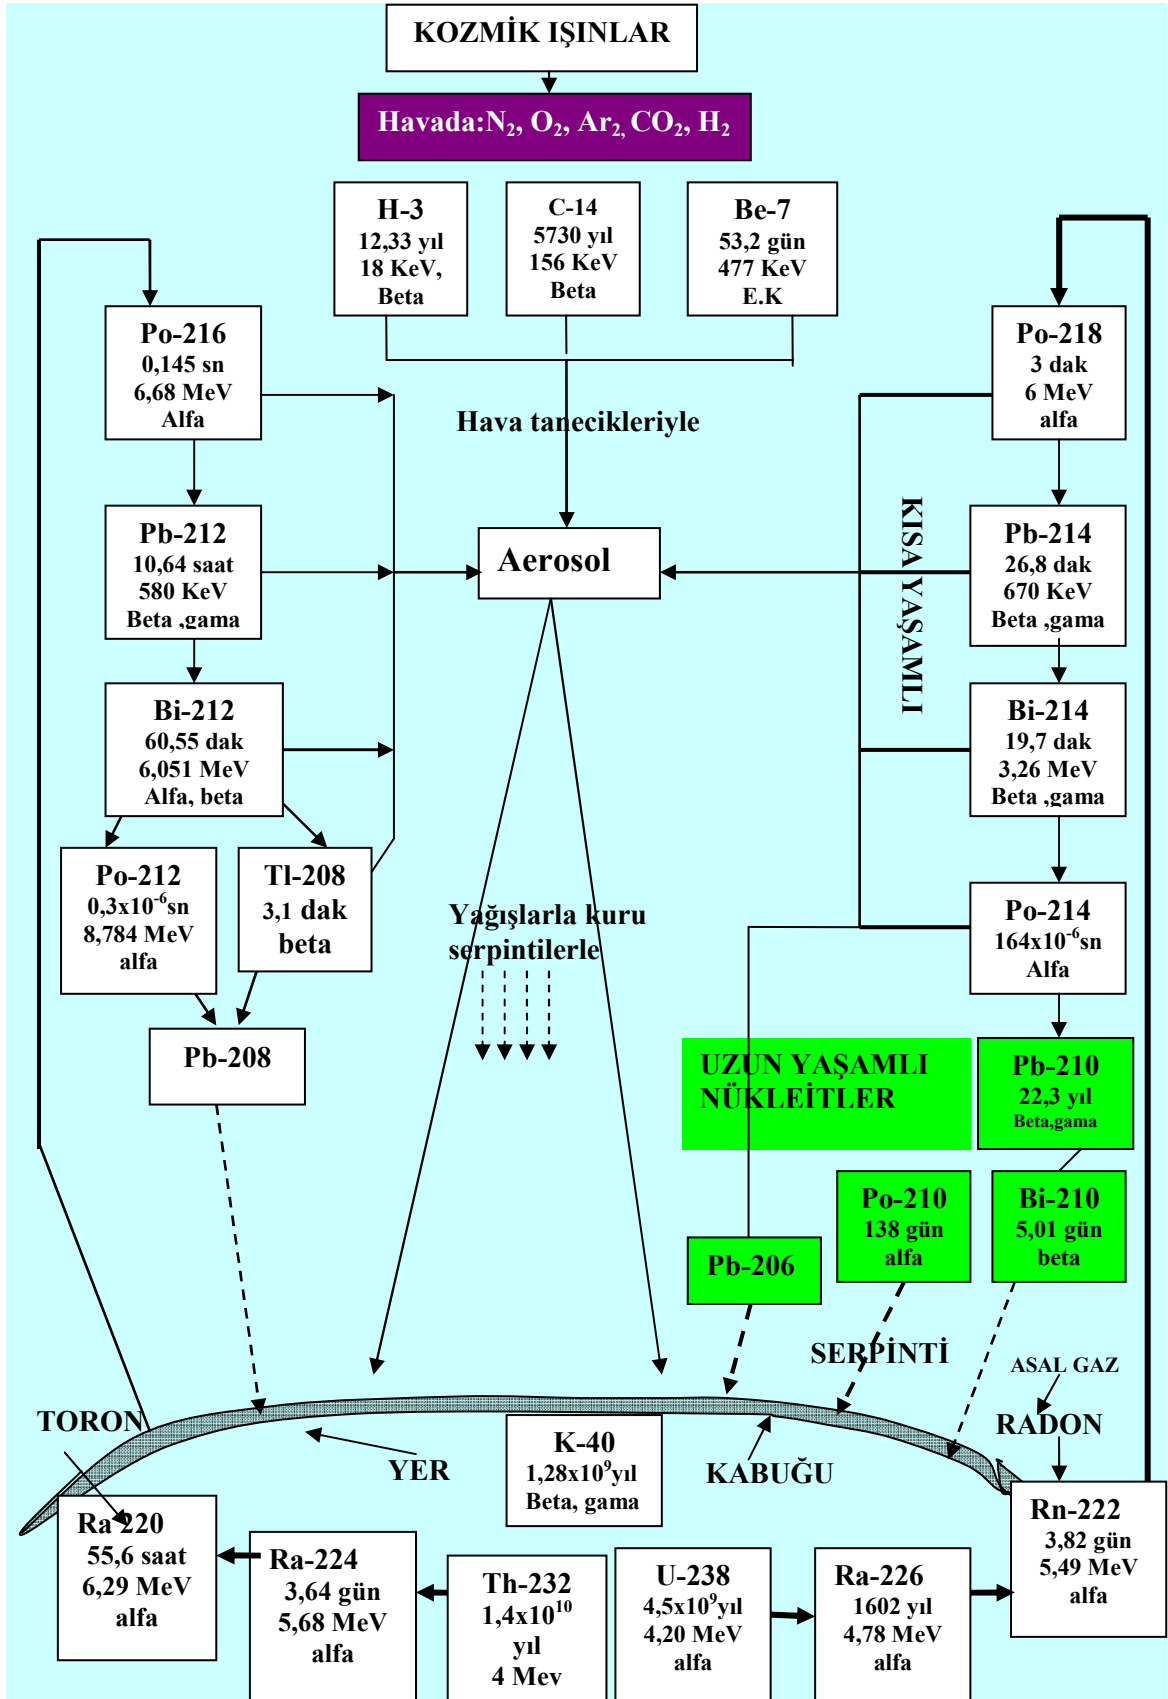 KOZMİK IŞINLAR
Havada:N₂, O₂, Ar₂, CO₂, H₂
H-3
12,33 yıl
18 KeV,
Beta
C-14
5730 yıl
156 KeV
Beta
Be-7
53,2 gün
477 KeV
E.K
Po-216
0,145 sn
6,68 MeV
Alfa
Po-218
3 dak
6 MeV
alfa
Hava tanecikleriyle
Pb-212
10,64 saat
580 KeV
Beta ,gama
Aerosol
KISA YAŞAMLI
Pb-214
26,8 dak
670 KeV
Beta ,gama
Bi-212
60,55 dak
6,051 MeV
Alfa, beta
Bi-214
19,7 dak
3,26 MeV
Beta ,gama
Po-212
0,3x10⁻⁶sn
8,784 MeV
alfa
Tl-208
3,1 dak
beta
Yağışlarla kuru
serpintilerle
Po-214
164x10⁻⁶sn
Alfa
Pb-208
UZUN YAŞAMLI
NÜKLEİTLER
Pb-210
22,3 yıl
Beta,gama
Po-210
138 gün
alfa
Bi-210
5,01 gün
beta
Pb-206
SERPİNTİ
ASAL GAZ
TORON
RADON
YER
K-40
1,28x10⁹yıl
Beta, gama
KABUĞU
Ra 220
55,6 saat
6,29 MeV
alfa
Ra-224
3,64 gün
5,68 MeV
alfa
Th-232
1,4x10¹⁰
yıl
4 Mev
U-238
4,5x10⁹yıl
4,20 MeV
alfa
Ra-226
1602 yıl
4,78 MeV
alfa
Rn-222
3,82 gün
5,49 MeV
alfa